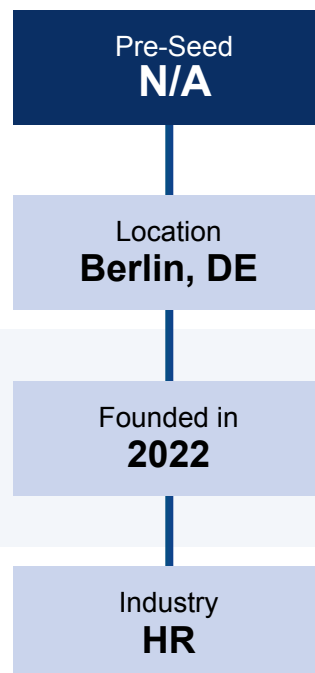 Pre-Seed
N/A
Location
Berlin, DE
Founded in
2022
Industry
HR